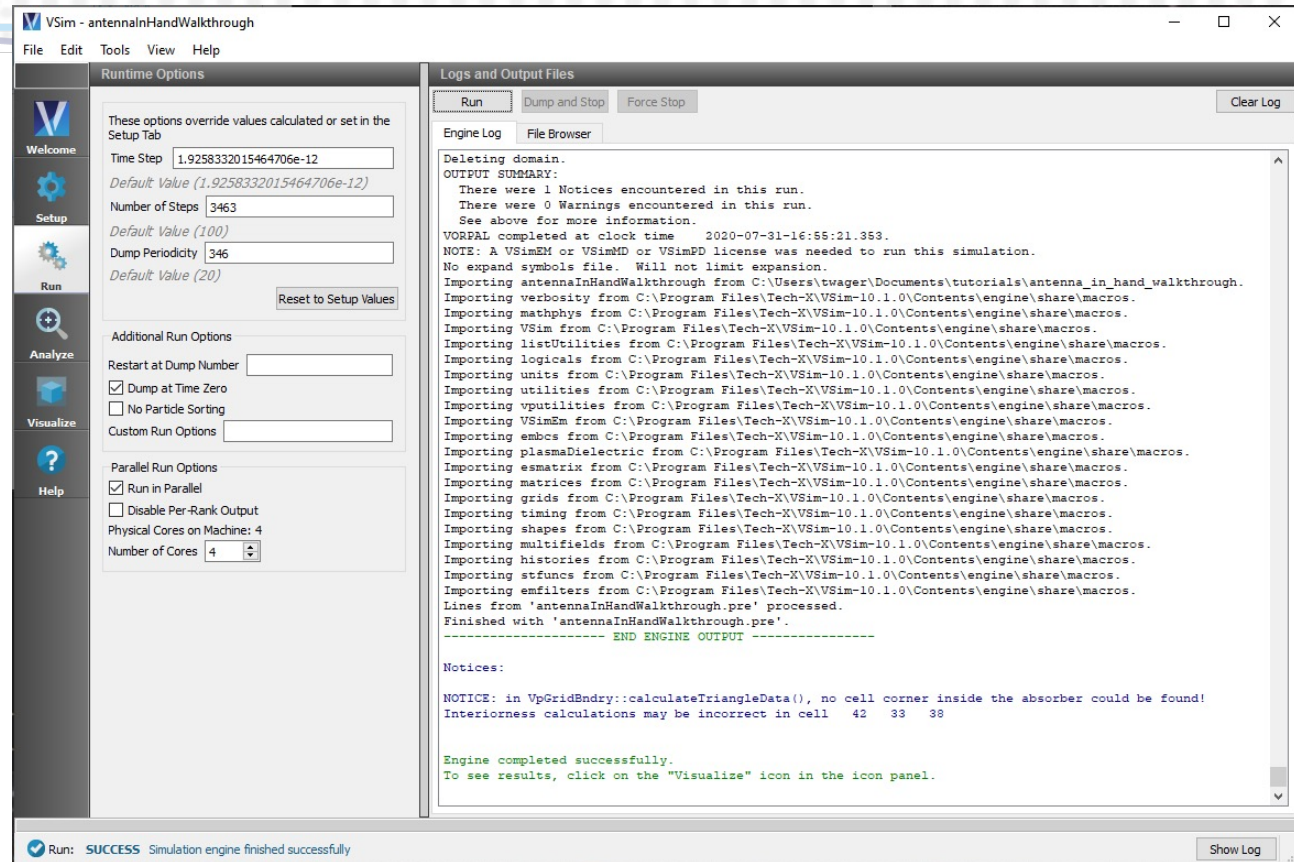 VSim - antennaInHandWalkthrough
File Edit Tools View Help
Welcome
Setup
Run
Analyze
Visualize
Help
Runtime Options
These options override values calculated or set in the
Setup Tab
Time Step 1.9258332015464706e-12
Default Value (1.9258332015464706e-12)
Number of Steps 3463
Default Value (100)
Dump Periodicity 346
Default Value (20)
Reset to Setup Values
Additional Run Options
Restart at Dump Number
Dump at Time Zero
No Particle Sorting
Custom Run Options
Parallel Run Options
Run in Parallel
Disable Per-Rank Output
Physical Cores on Machine: 4
Number of Cores 4
Logs and Output Files
Run Dump and Stop Force Stop Clear Log
Engine Log File Browser
Deleting domain.
OUTPUT SUMMARY:
There were 1 Notices encountered in this run.
There were 0 Warnings encountered in this run.
See above for more information.
VORPAL completed at clock time 2020-07-31-16:55:21.353.
NOTE: A VSimEM or VSimMD or VSimPD license was needed to run this simulation.
No expand symbols file. Will not limit expansion.
Importing antennaInHandWalkthrough from C:\Users\twager\Documents\tutorials\antenna_in_hand_walkthrough.
Importing verbosity from C:\Program Files\Tech-X\VSim-10.1.0\Contents\engine\share\macros.
Importing mathphys from C:\Program Files\Tech-X\VSim-10.1.0\Contents\engine\share\macros.
Importing VSim from C:\Program Files\Tech-X\VSim-10.1.0\Contents\engine\share\macros.
Importing listUtilities from C:\Program Files\Tech-X\VSim-10.1.0\Contents\engine\share\macros.
Importing logicals from C:\Program Files\Tech-X\VSim-10.1.0\Contents\engine\share\macros.
Importing units from C:\Program Files\Tech-X\VSim-10.1.0\Contents\engine\share\macros.
Importing utilities from C:\Program Files\Tech-X\VSim-10.1.0\Contents\engine\share\macros.
Importing vputilities from C:\Program Files\Tech-X\VSim-10.1.0\Contents\engine\share\macros.
Importing VSimEm from C:\Program Files\Tech-X\VSim-10.1.0\Contents\engine\share\macros.
Importing embcs from C:\Program Files\Tech-X\VSim-10.1.0\Contents\engine\share\macros.
Importing plasmaDielectric from C:\Program Files\Tech-X\VSim-10.1.0\Contents\engine\share\macros.
Importing esmatrix from C:\Program Files\Tech-X\VSim-10.1.0\Contents\engine\share\macros.
Importing matrices from C:\Program Files\Tech-X\VSim-10.1.0\Contents\engine\share\macros.
Importing grids from C:\Program Files\Tech-X\VSim-10.1.0\Contents\engine\share\macros.
Importing timing from C:\Program Files\Tech-X\VSim-10.1.0\Contents\engine\share\macros.
Importing shapes from C:\Program Files\Tech-X\VSim-10.1.0\Contents\engine\share\macros.
Importing multifields from C:\Program Files\Tech-X\VSim-10.1.0\Contents\engine\share\macros.
Importing histories from C:\Program Files\Tech-X\VSim-10.1.0\Contents\engine\share\macros.
Importing stfuncs from C:\Program Files\Tech-X\VSim-10.1.0\Contents\engine\share\macros.
Importing emfilters from C:\Program Files\Tech-X\VSim-10.1.0\Contents\engine\share\macros.
Lines from 'antennaInHandWalkthrough.pre' processed.
Finished with 'antennaInHandWalkthrough.pre'.
--------------------- END ENGINE OUTPUT ----------------
Notices:
NOTICE: in VpGridBndry::calculateTriangleData(), no cell corner inside the absorber could be found!
Interiorness calculations may be incorrect in cell 42 33 38
Engine completed successfully.
To see results, click on the "Visualize" icon in the icon panel.
Run: SUCCESS Simulation engine finished successfully
Show Log